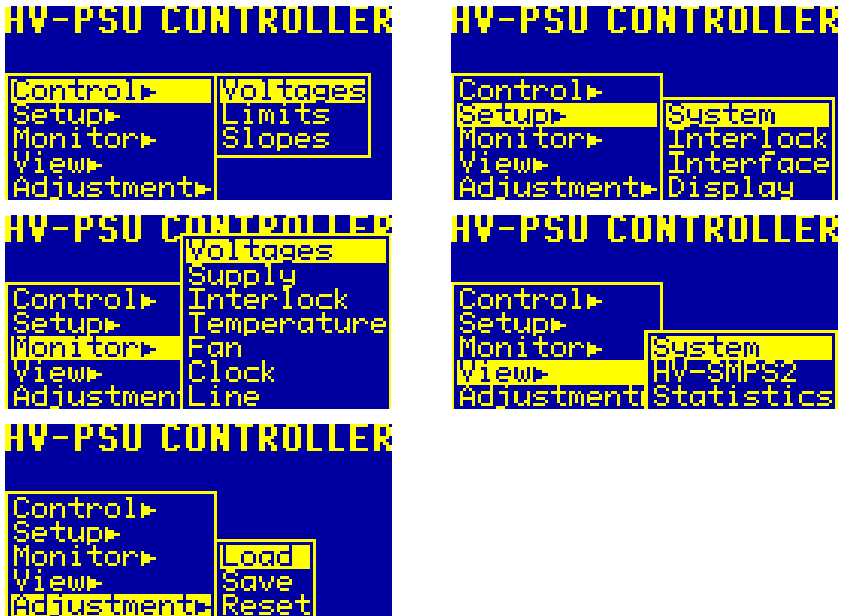 HV-PSU CONTROLLER
Control▶
Setup▶
Monitor▶
View▶
Adjustment▶
Voltages
Limits
Slopes
HV-PSU CONTROLLER
Control▶
Setup▶
Monitor▶
View▶
Adjustment▶
System
Interlock
Interface
Display
HV-PSU CONTROLLER
Control▶
Setup▶
Monitor▶
View▶
Adjustment
Voltages
Supply
Interlock
Temperature
Fan
Clock
Line
HV-PSU CONTROLLER
Control▶
Setup▶
Monitor▶
View▶
Adjustment
System
HV-SMPS2
Statistics
HV-PSU CONTROLLER
Control▶
Setup▶
Monitor▶
View▶
Adjustment▶
Load
Save
Reset